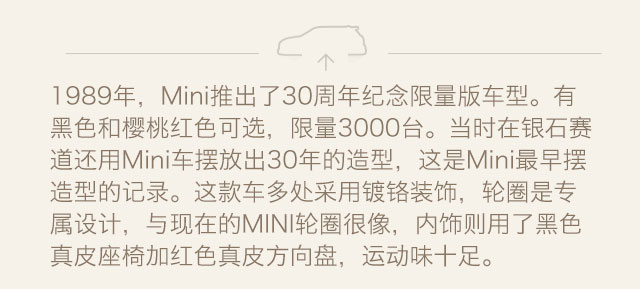 1989年，Mini推出了30周年纪念限量版车型。有
黑色和樱桃红色可选，限量3000台。当时在银石赛
道还用Mini车摆放出30年的造型，这是Mini最早摆
造型的记录。这款车多处采用镀铬装饰，轮圈是专
属设计，与现在的MINI轮圈很像，内饰则用了黑色
真皮座椅加红色真皮方向盘，运动味十足。